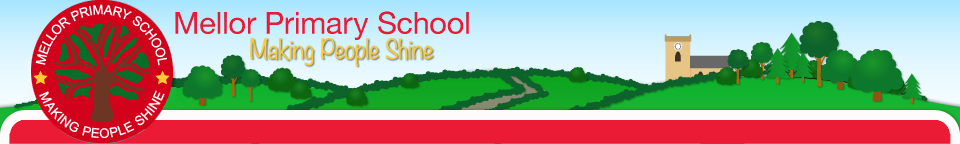 MELLOR PRIMARY SCHOOL
MAKING PEOPLE SHINE
Mellor Primary School
Making People Shine